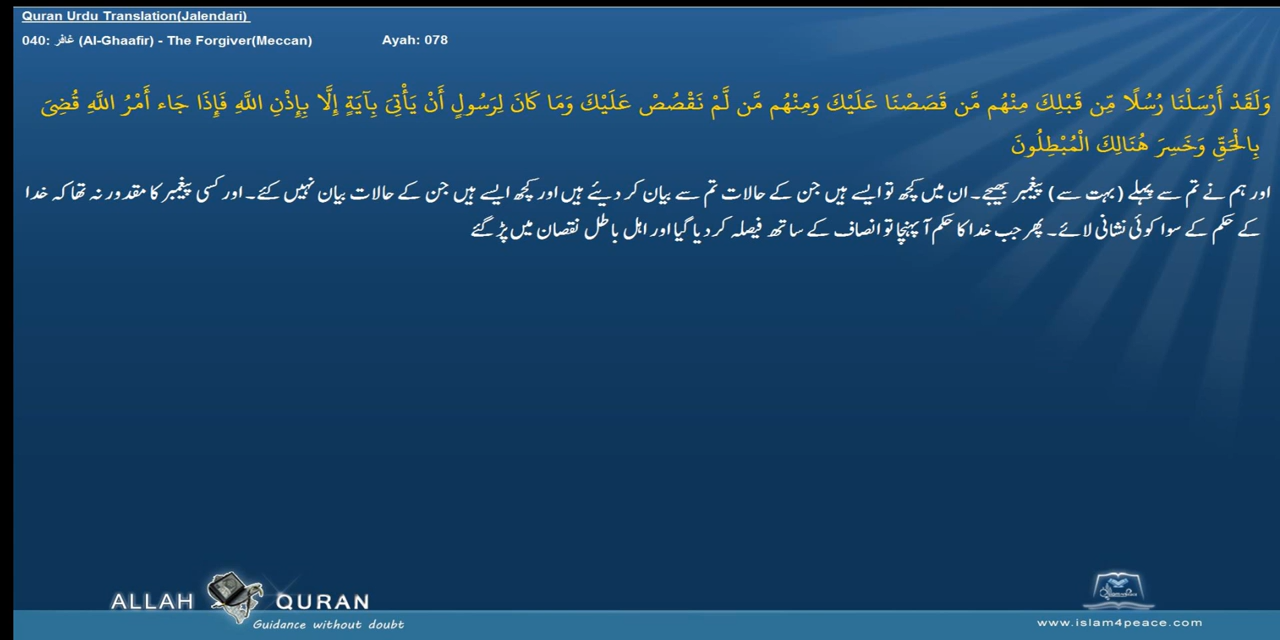 Quran Urdu Translation(Jalendari)
040: غافر (Al-Ghaafir) - The Forgiver(Meccan) Ayah: 078
وَلَقَدْ أَرْسَلْنَا رُسُلًا مِّن قَبْلِكَ مِنْهُم مَّن قَصَصْنَا عَلَيْكَ وَمِنْهُم مَّن لَّمْ نَقْصُصْ عَلَيْكَ وَمَا كَانَ لِرَسُولٍ أَنْ يَأْتِىَ بِآيَةٍ إِلَّا بِإِذْنِ اللَّهِ فَإِذَا جَاء أَمْرُ اللَّهِ قُضِىَ
بِالْحَقِّ وَخَسِرَ هُنَالِكَ الْمُبْطِلُونَ
اور ہم نے تم سے پہلے (بہت سے) پیغمبر بھیجے۔ ان میں کچھ تو ایسے ہیں جن کے حالات تم سے بیان کر دیئے ہیں اور کچھ ایسے ہیں جن کے حالات بیان نہیں کئے۔ اور کسی پیغمبر کا مقدور نہ تھا کہ خدا
کے حکم کے سوا کوئی نشانی لائے۔ پھر جب خدا کا حکم آ پہنچا تو انصاف کے ساتھ فیصلہ کر دیا گیا اور اہل باطل نقصان میں پڑ گئے
ALLAH QURAN
Guidance without doubt
www.islam4peace.com